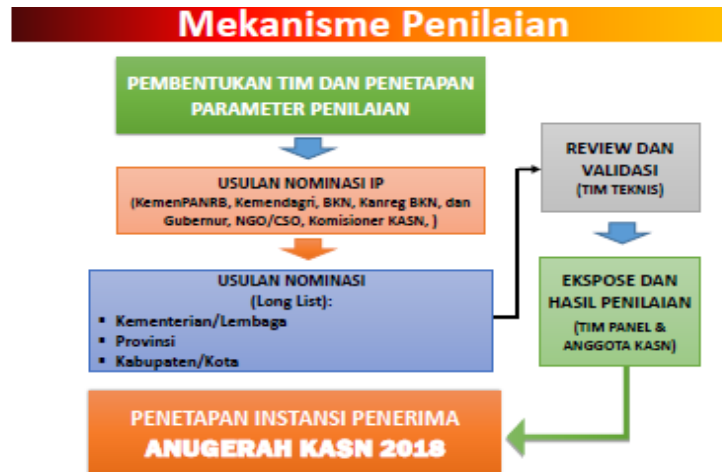 Mekanisme Penilaian
PEMBENTUKAN TIM DAN PENETAPAN
PARAMETER PENILAIAN
USULAN NOMINASI IP
(KemenPANRB, Kemendagri, BKN, Kanreg BKN, dan
Gubernur, NGO/CSO, Komisioner KASN, )
USULAN NOMINASI
(Long List):
▪ Kementerian/Lembaga
▪ Provinsi
▪ Kabupaten/Kota
REVIEW DAN
VALIDASI
(TIM TEKNIS)
EKSPOSE DAN
HASIL PENILAIAN
(TIM PANEL &
ANGGOTA KASN)
PENETAPAN INSTANSI PENERIMA
ANUGERAH KASN 2018